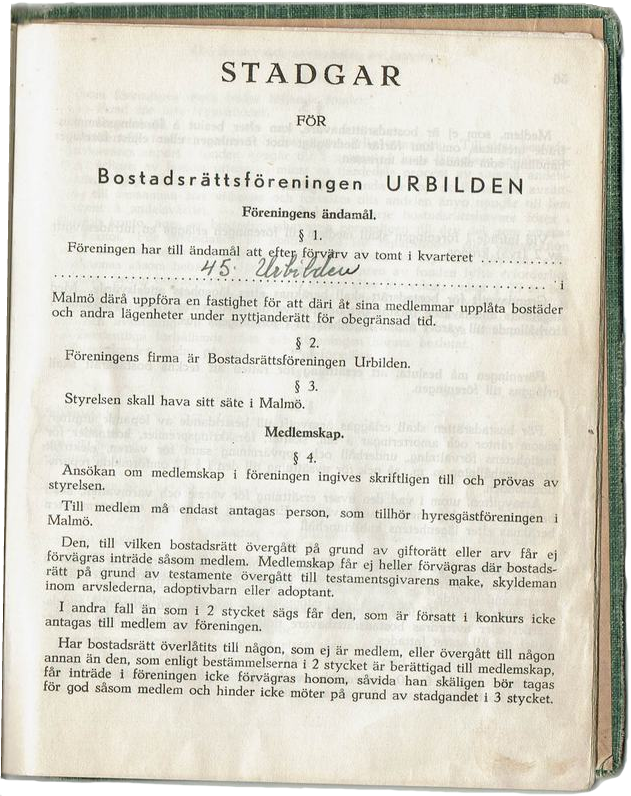 STADGAR
FÖR
Bostadsrättsföreningen URBILDEN
Föreningens ändamål.
§ 1.
Föreningen har till ändamål att efter förvärv av tomt i kvarteret ............
45. Urbilden
.................................................................. i
Malmö därå uppföra en fastighet för att däri åt sina medlemmar upplåta bostäder
och andra lägenheter under nyttjanderätt för obegränsad tid.
§ 2.
Föreningens firma är Bostadsrättsföreningen Urbilden.
§ 3.
Styrelsen skall hava sitt säte i Malmö.
Medlemskap.
§ 4.
Ansökan om medlemskap i föreningen ingives skriftligen till och prövas av
styrelsen.
Till medlem må endast antagas person, som tillhör hyresgästföreningen i
Malmö.
Den, till vilken bostadsrätt övergått på grund av giftorätt eller arv får ej
förvägras inträde såsom medlem. Medlemskap får ej heller förvägras där bostads-
rätt på grund av testamente övergått till testamentsgivarens make, skyldeman
inom arvslederna, adoptivbarn eller adoptant.
I andra fall än som i 2 stycket sägs får den, som är försatt i konkurs icke
antagas till medlem av föreningen.
Har bostadsrätt överlåtits till någon, som ej är medlem, eller övergått till någon
annan än den, som enligt bestämmelserna i 2 stycket är berättigad till medlemskap,
får inträde i föreningen icke förvägras honom, såvida han skäligen bör tagas
för god såsom medlem och hinder icke möter på grund av stadgandet i 3 stycket.